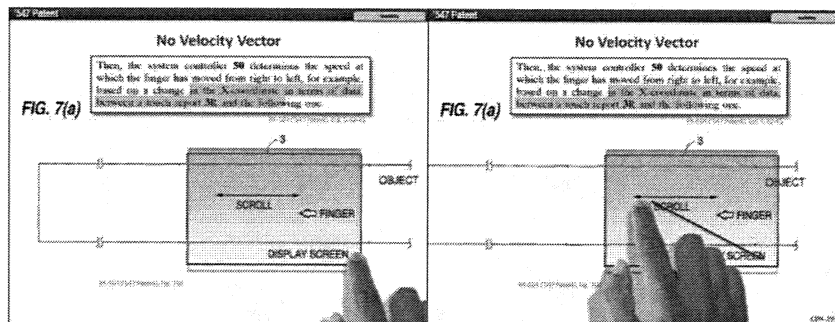 '547 Patent
No Velocity Vector
Then, the system controller 50 determines the speed at
which the finger has moved from right to left, for example,
based on a change in the X-coordinate in terms of data
between a touch report 3R and the following one.
FIG. 7(a)
3
OBJECT
SCROLL
FINGER
DISPLAY SCREEN
'547 Patent
No Velocity Vector
Then, the system controller 50 determines the speed at
which the finger has moved from right to left, for example,
based on a change in the X-coordinate in terms of data
between a touch report 3R and the following one.
FIG. 7(a)
3
OBJECT
SCROLL
FINGER
SCREEN